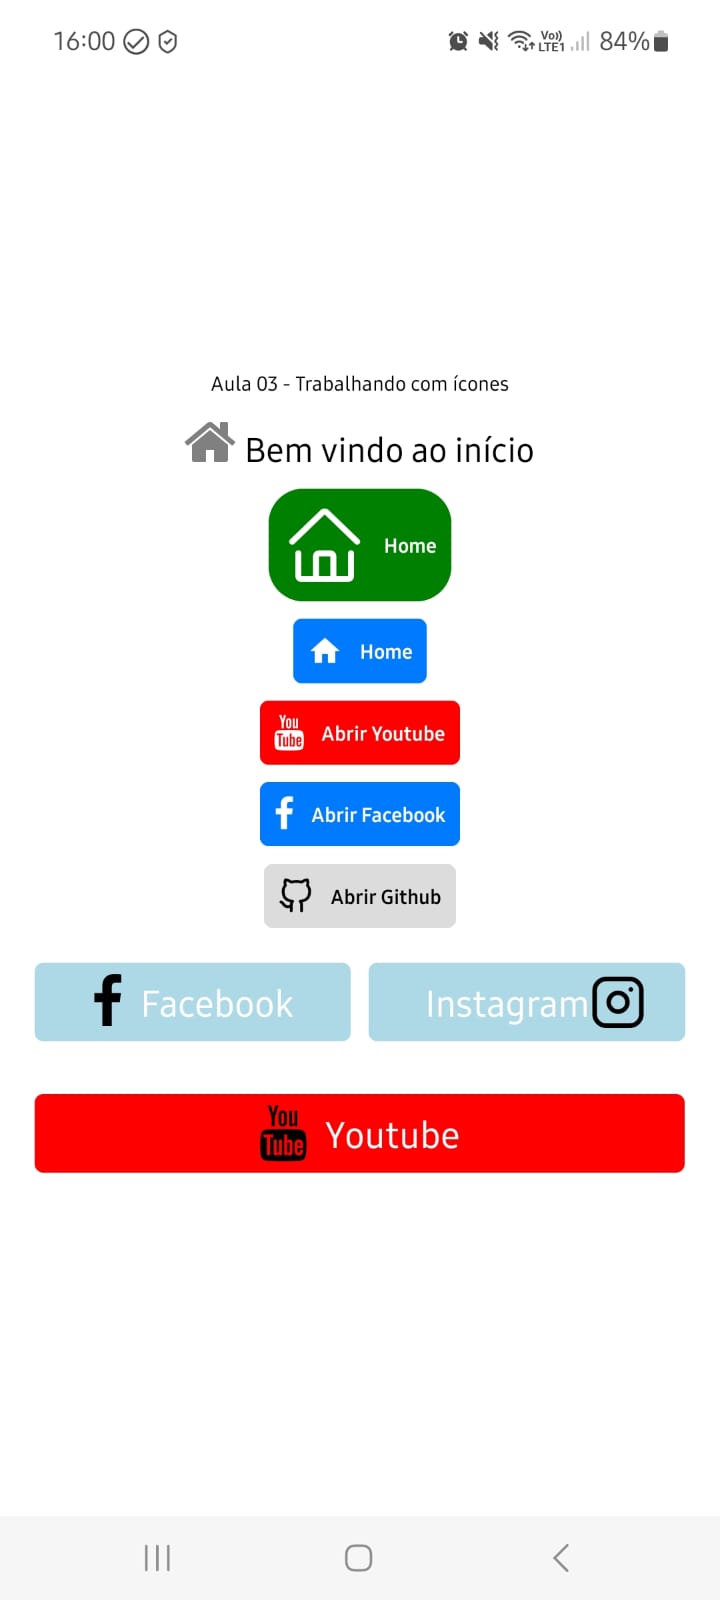 16:00 Vo)) LTE1 84%
Aula 03 - Trabalhando com ícones
Bem vindo ao início
Home
Home
You Tube Abrir Youtube
Abrir Facebook
Abrir Github
Facebook Instagram
You Tube Youtube